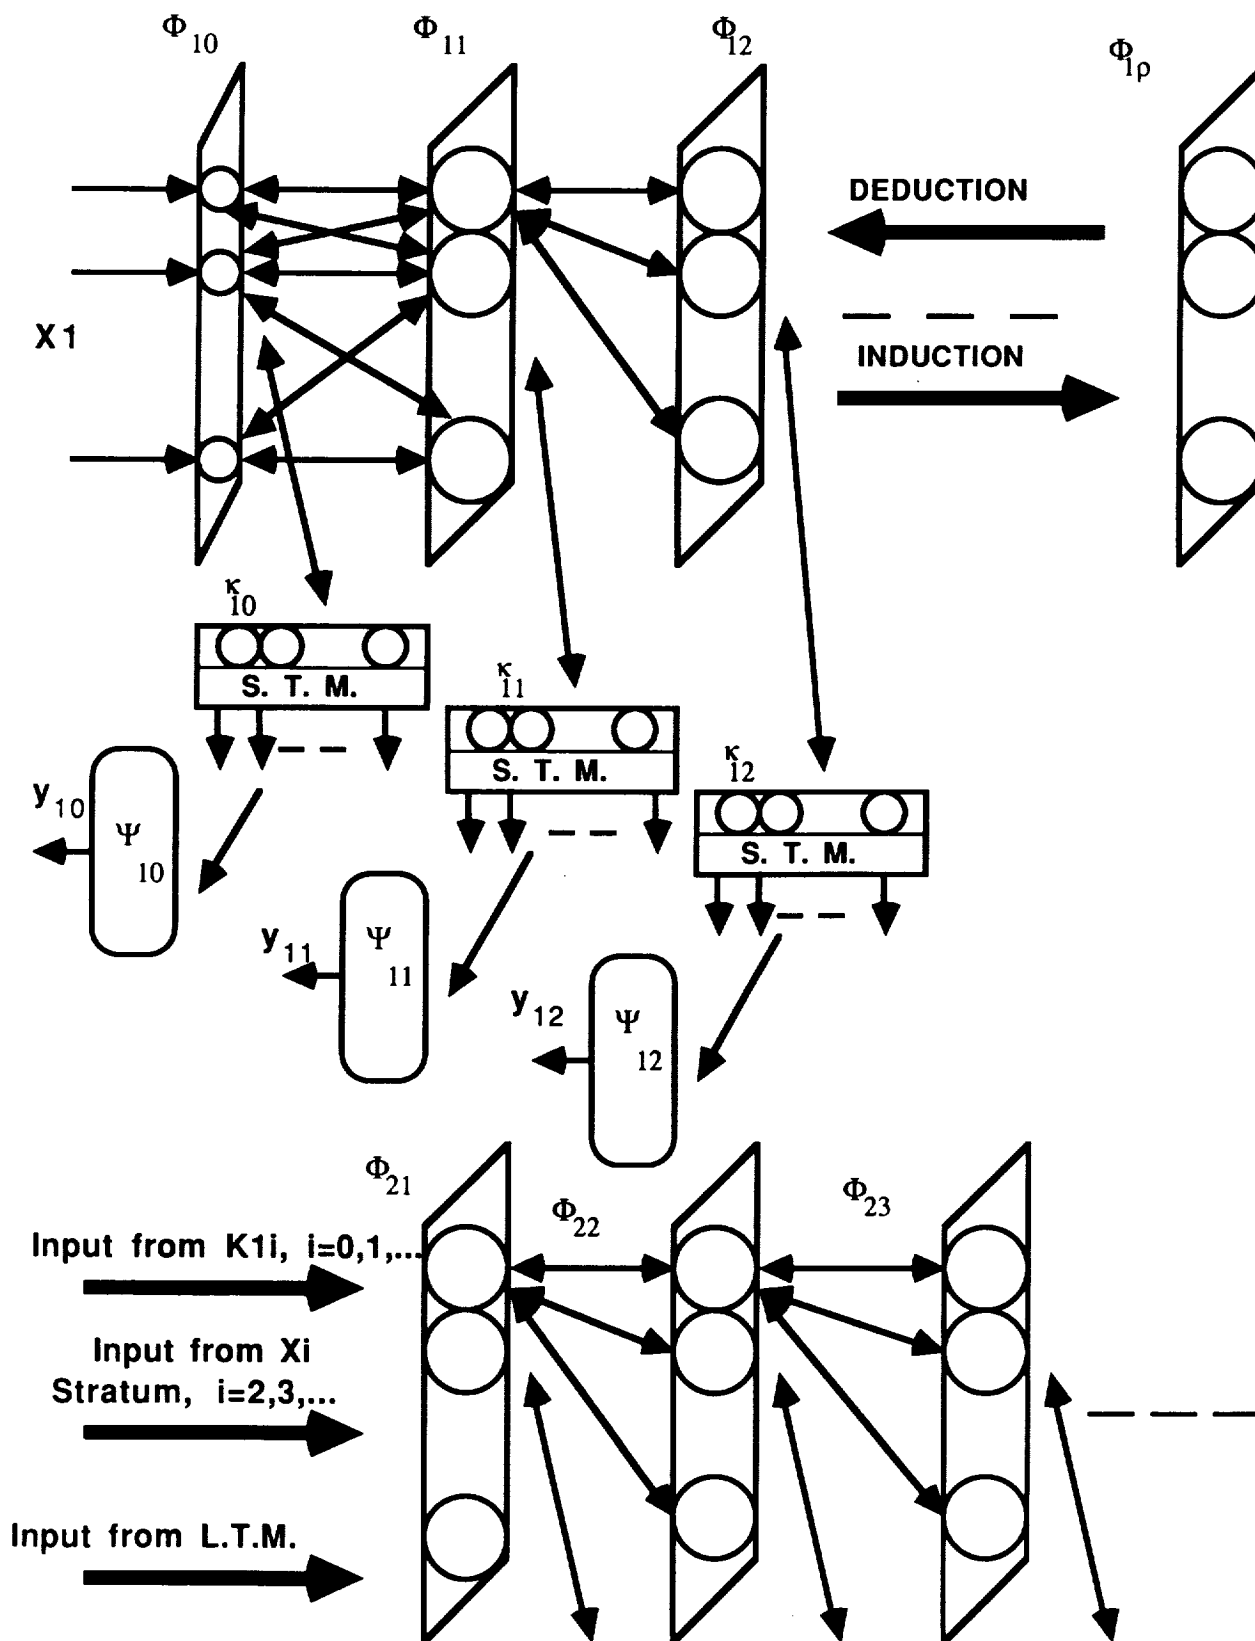 Φ10
Φ11
Φ12
Φ1ρ
DEDUCTION
X1
INDUCTION
κ10
S. T. M.
κ11
S. T. M.
κ12
S. T. M.
y10
Ψ10
y11
Ψ11
y12
Ψ12
Φ21
Φ22
Φ23
Input from K1i, i=0,1,...
Input from Xi
Stratum, i=2,3,...
Input from L.T.M.